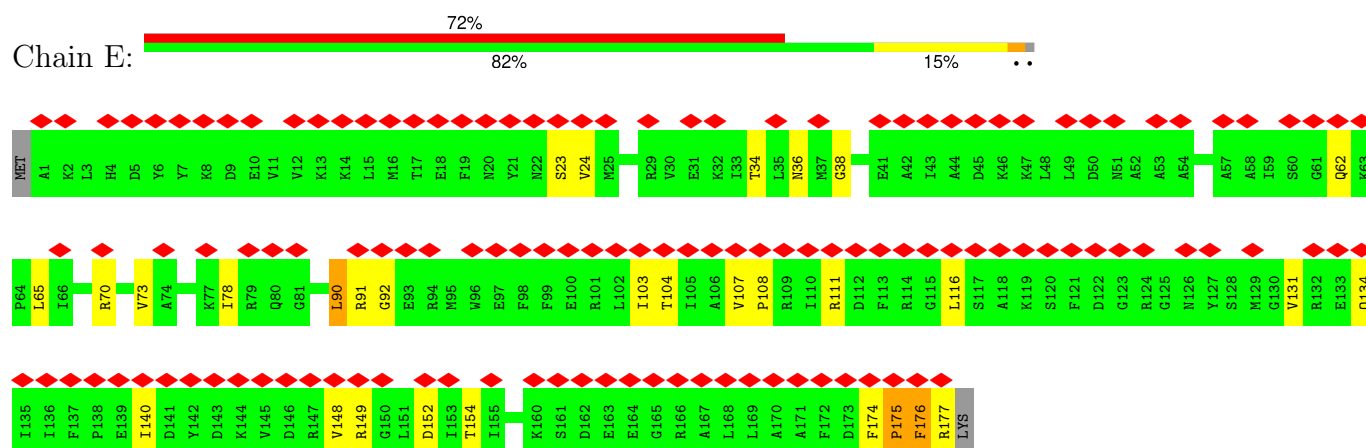 72%
Chain E:
82% 15% • •
MET A1 K2 L3 H4 D5 Y6 Y7 K8 D9 E10 V11 V12 K13 K14 L15 M16 T17 E18 F19 N20 Y21 N22 S23 V24 M25 R29 V30 E31 K32 I33 T34 L35 N36 M37 G38 E41 A42 I43 A44 D45 K46 K47 L48 L49 D50 N51 A52 A53 A54 A57 A58 I59 S60 G61 Q62 K63
P64 L65 I66 R70 V73 A74 K77 I78 R79 Q80 G81 L90 R91 G92 E93 R94 M95 W96 E97 F98 F99 E100 R101 L102 I103 T104 I105 A106 V107 P108 R109 I110 R111 D112 F113 R114 G115 L116 S117 A118 K119 S120 F121 D122 G123 R124 G125 N126 Y127 S128 M129 G130 V131 R132 E133 Q134
I135 I136 F137 P138 E139 I140 D141 Y142 D143 K144 V145 D146 R147 V148 R149 G150 L151 D152 I153 T154 I155 K160 S161 D162 E163 E164 G165 R166 A167 L168 L169 A170 A171 F172 D173 F174 P175 F176 R177 LYS